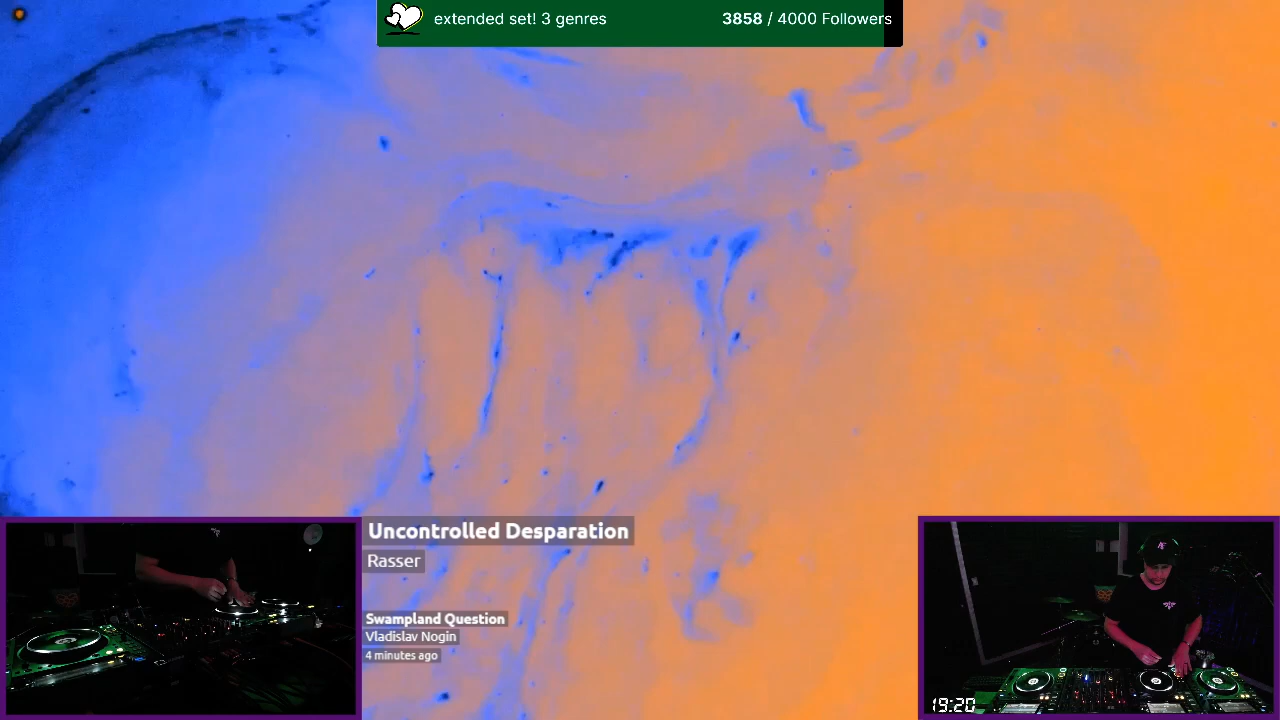 extended set! 3 genres
3858 / 4000 Followers
Uncontrolled Desparation
Rasser
Swampland Question
Vladislav Nogin
4 minutes ago
19:20